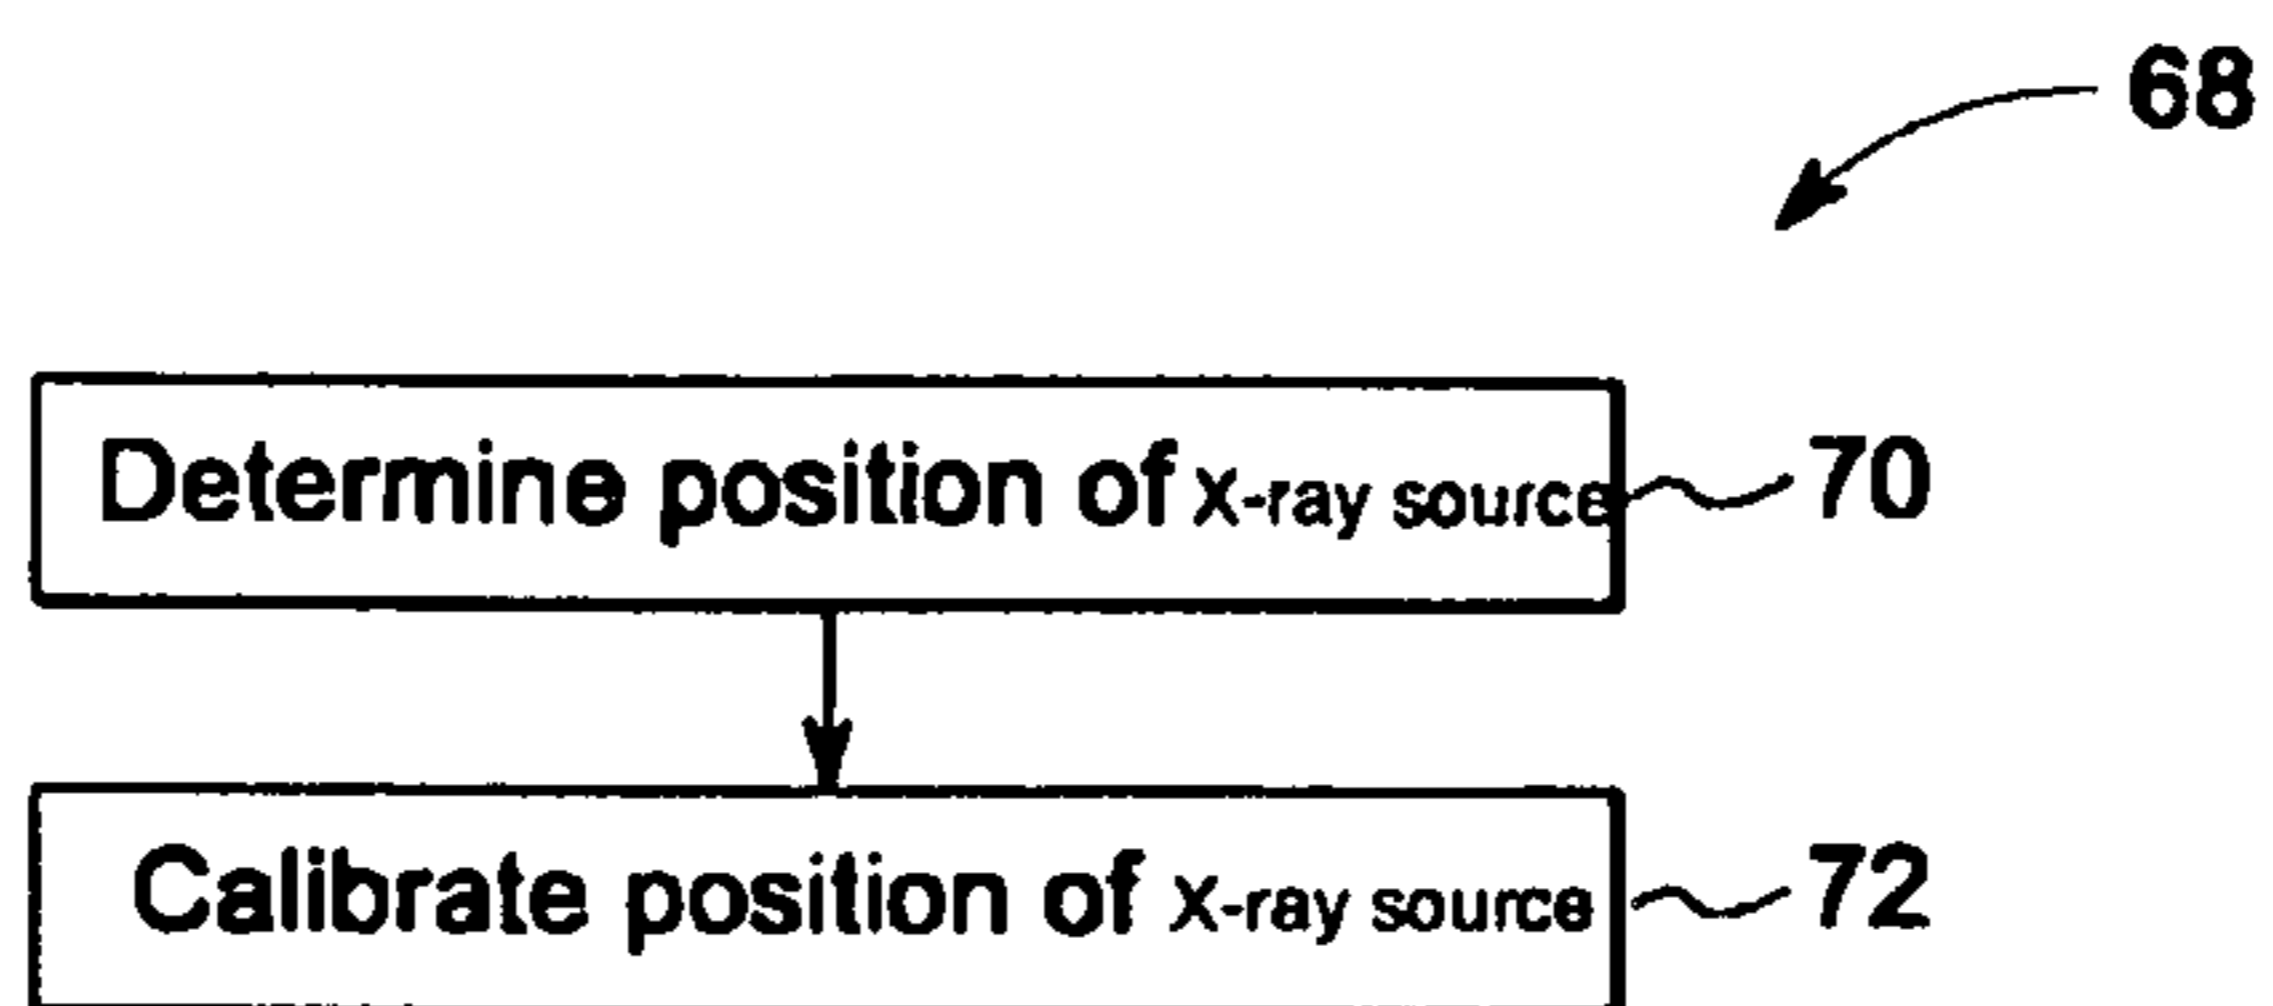 68
Determine position of x-ray source 70
Calibrate position of x-ray source 72